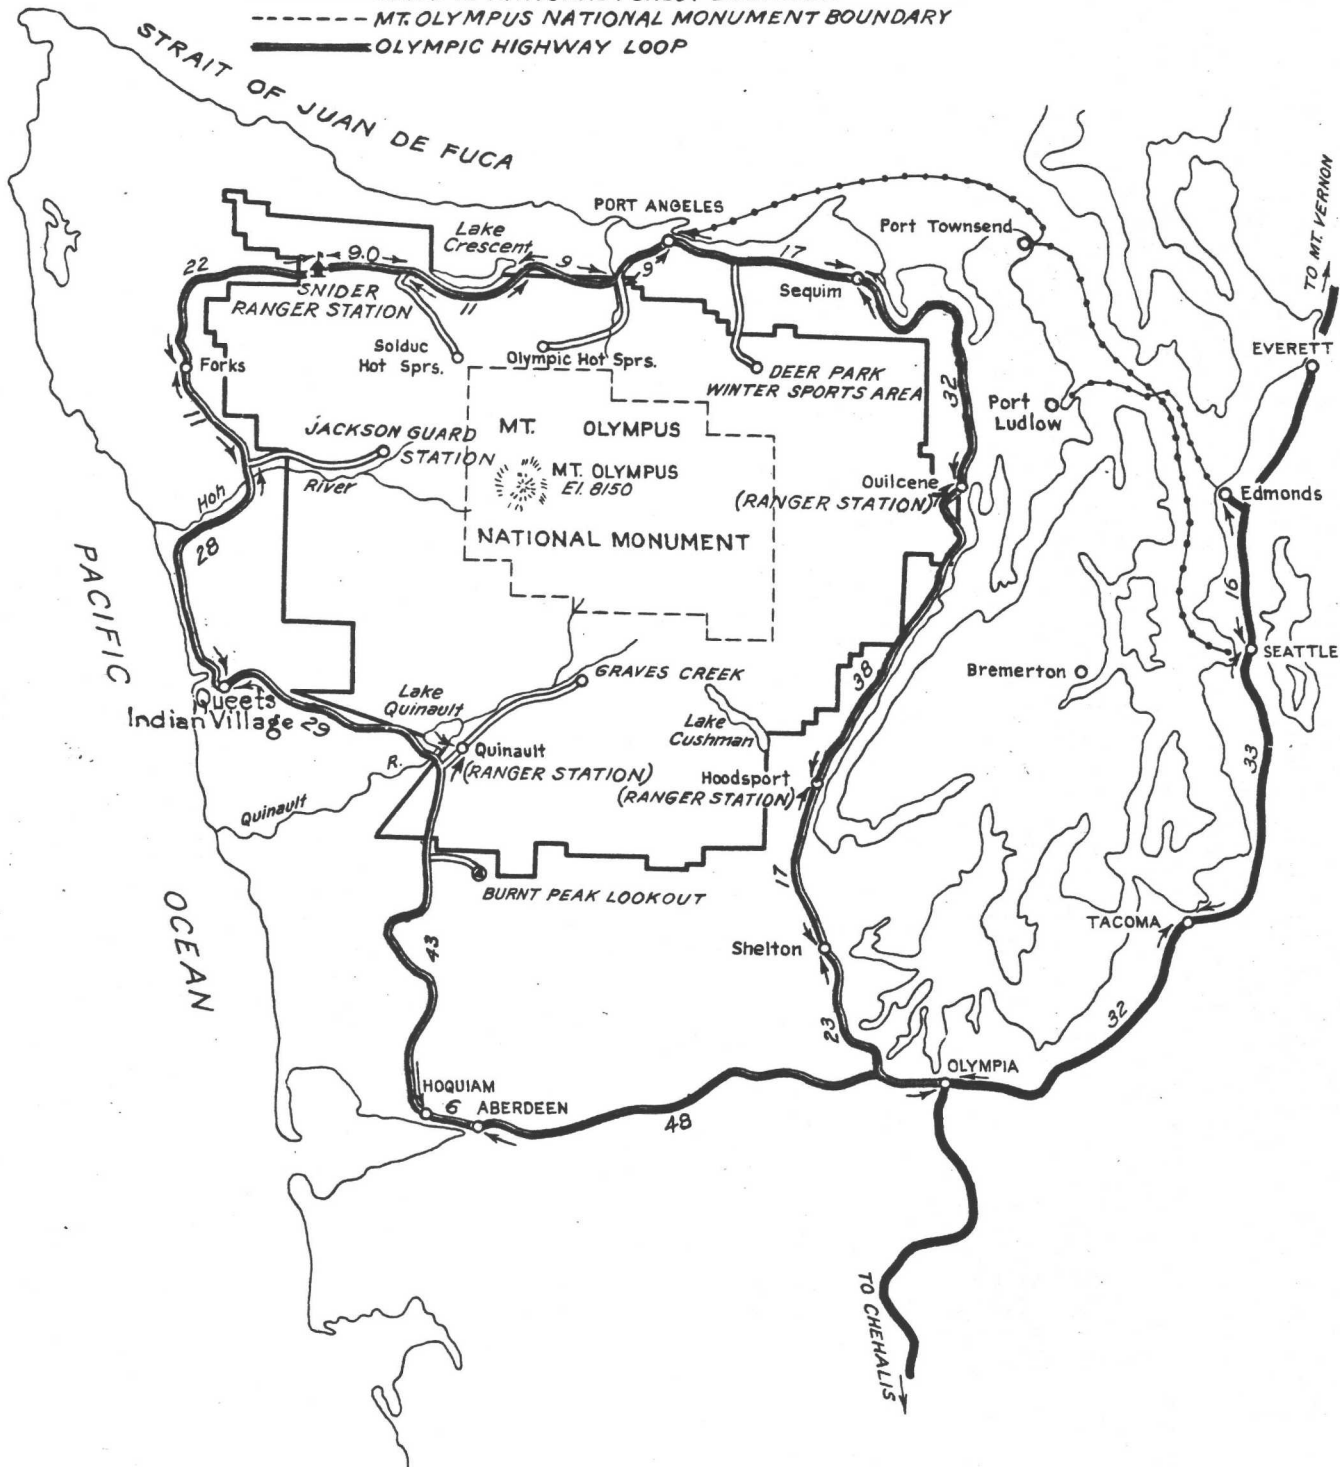 MT. OLYMPUS NATIONAL MONUMENT BOUNDARY
OLYMPIC HIGHWAY LOOP
STRAIT OF JUAN DE FUCA
TO MT. VERNON
PORT ANGELES
Port Townsend
Lake
Crescent
22
9.0
11
9
9
17
SNIDER
RANGER STATION
Sequim
EVERETT
Solduc
Hot Sprs.
Olympic Hot Sprs.
Forks
DEER PARK
WINTER SPORTS AREA
32
Port
Ludlow
11
JACKSON GUARD
STATION
MT. OLYMPUS
MT. OLYMPUS
El. 8150
NATIONAL MONUMENT
Hoh
River
Quilcene
(RANGER STATION)
Edmonds
28
PACIFIC
16
SEATTLE
Bremerton
GRAVES CREEK
38
Queets
Indian Village
29
Lake
Quinault
Lake
Cushman
R.
Quinault
Quinault
(RANGER STATION)
Hoodsport
(RANGER STATION)
33
17
BURNT PEAK LOOKOUT
OCEAN
43
Shelton
TACOMA
23
32
OLYMPIA
HOQUIAM
6
ABERDEEN
48
TO CHEHALIS